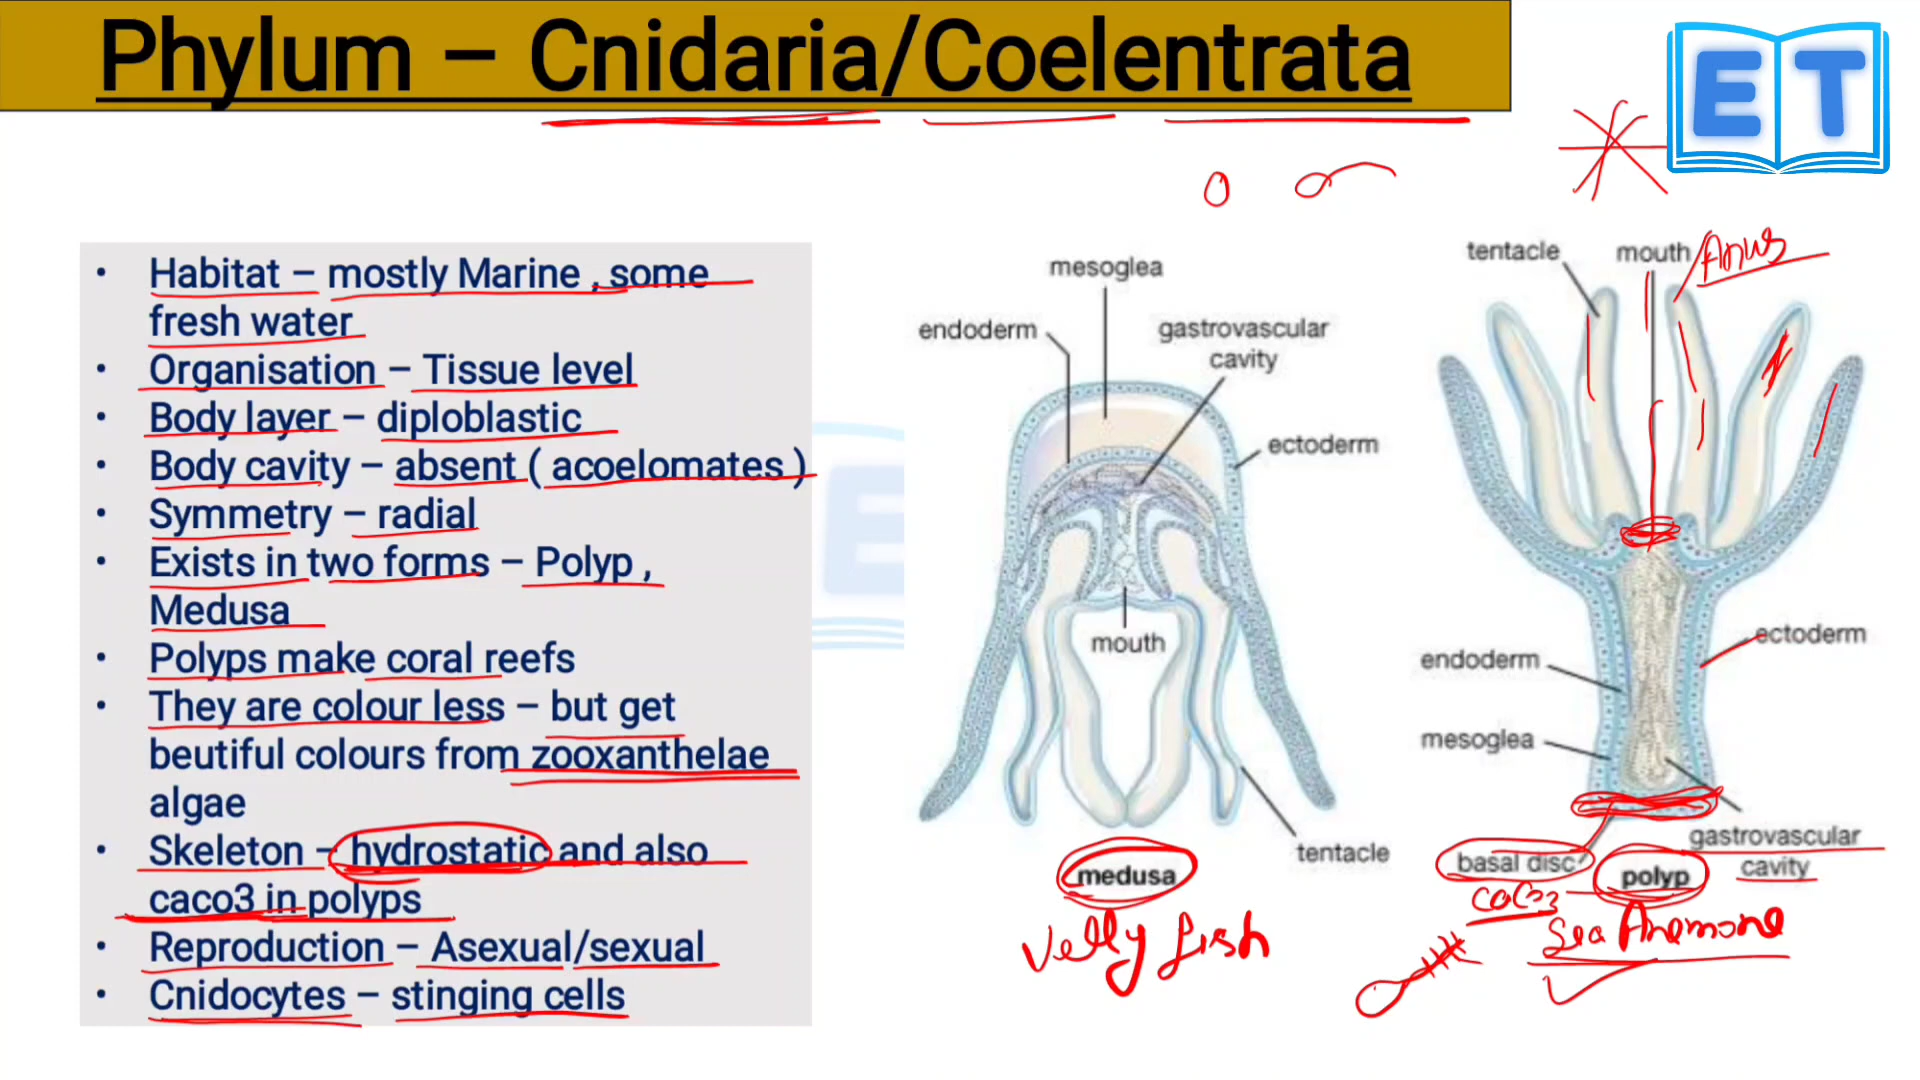 Phylum – Cnidaria/Coelentrata
ET
• Habitat – mostly Marine , some
fresh water
• Organisation – Tissue level
• Body layer – diploblastic
• Body cavity – absent ( acoelomates )
• Symmetry – radial
• Exists in two forms – Polyp ,
Medusa
• Polyps make coral reefs
• They are colour less – but get
beutiful colours from zooxanthelae
algae
• Skeleton – hydrostatic and also
caco3 in polyps
• Reproduction – Asexual/sexual
• Cnidocytes – stinging cells
mesoglea
endoderm
gastrovascular
cavity
ectoderm
mouth
tentacle
medusa
Jelly fish
tentacle
mouth
Anus
ectoderm
endoderm
mesoglea
gastrovascular
cavity
basal disc
polyp
CaCo3
Sea Anemone